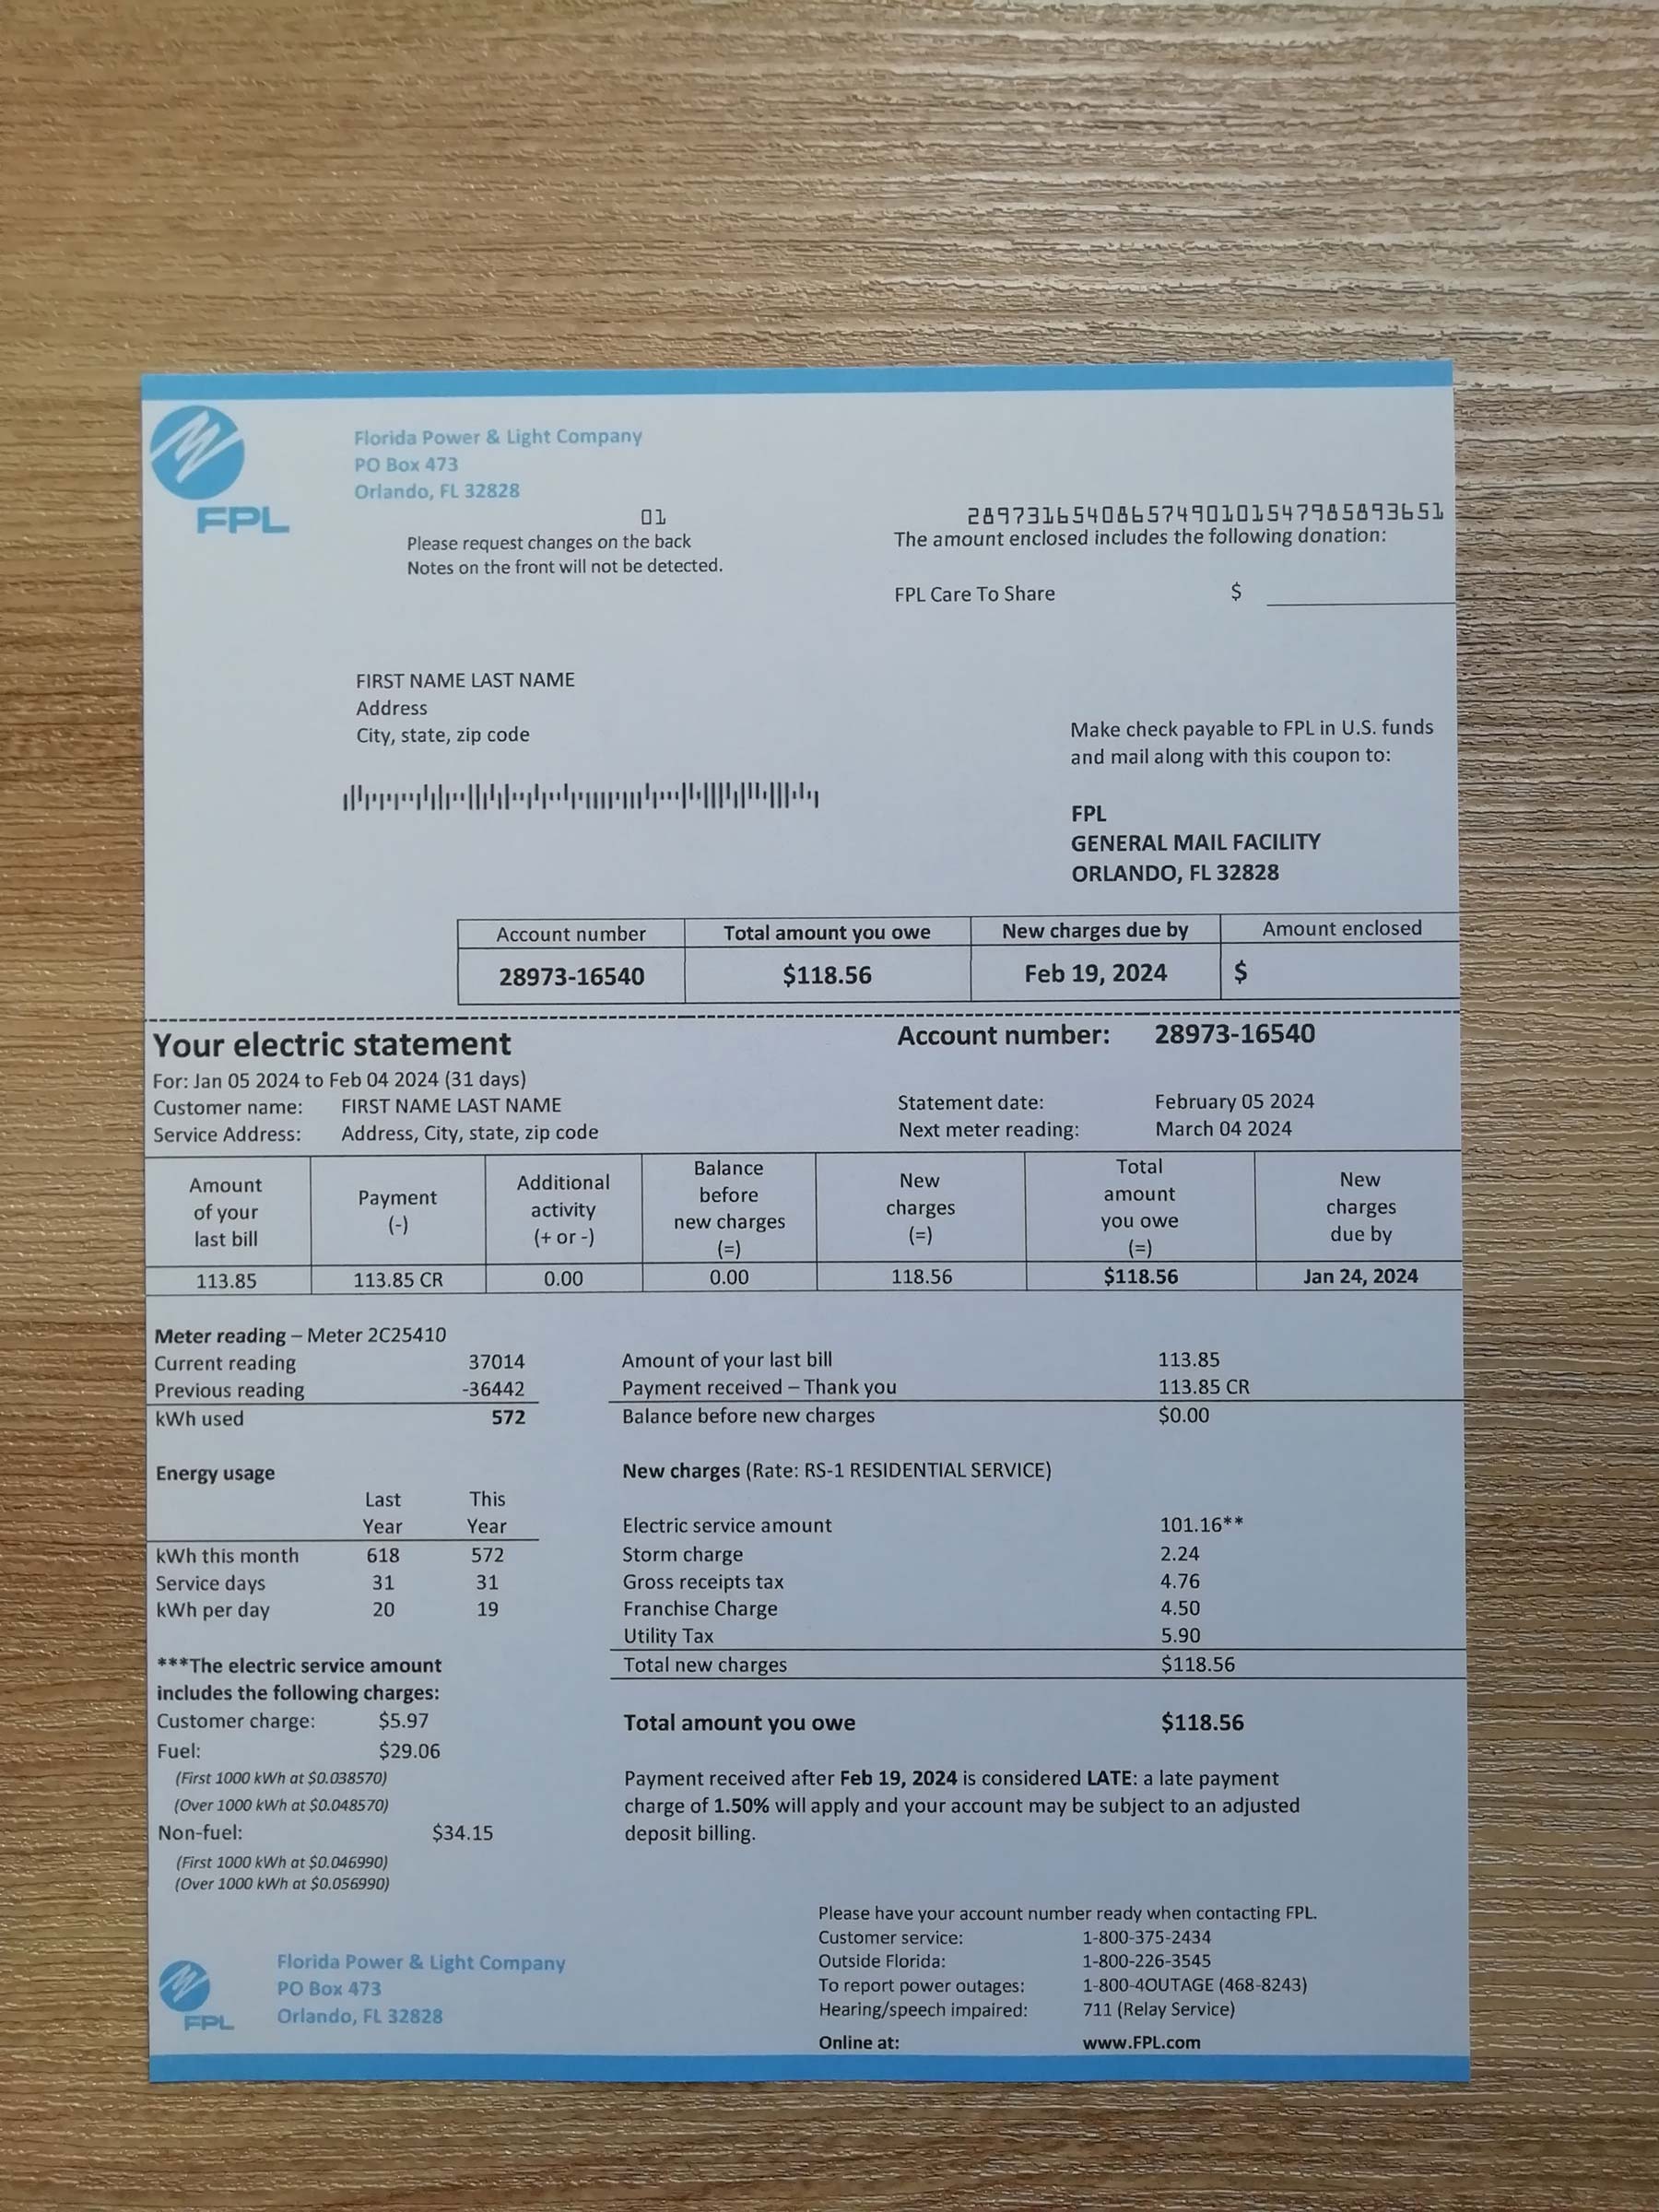 FPL
Florida Power & Light Company
PO Box 473
Orlando, FL 32828
01
Please request changes on the back
Notes on the front will not be detected.
2897316540865749010154798589365​1
The amount enclosed includes the following donation:
FPL Care To Share $
FIRST NAME LAST NAME
Address
City, state, zip code
Make check payable to FPL in U.S. funds
and mail along with this coupon to:
FPL
GENERAL MAIL FACILITY
ORLANDO, FL 32828
Account number Total amount you owe New charges due by Amount enclosed
28973-16540 $118.56 Feb 19, 2024 $
Your electric statement Account number: 28973-16540
For: Jan 05 2024 to Feb 04 2024 (31 days)
Customer name: FIRST NAME LAST NAME
Service Address: Address, City, state, zip code
Statement date: February 05 2024
Next meter reading: March 04 2024
Amount of your last bill
Payment (-)
Additional activity (+ or -)
Balance before new charges (=)
New charges (=)
Total amount you owe (=)
New charges due by
113.85 113.85 CR 0.00 0.00 118.56 $118.56 Jan 24, 2024
Meter reading – Meter 2C25410
Current reading 37014
Previous reading -36442
kWh used 572
Amount of your last bill 113.85
Payment received – Thank you 113.85 CR
Balance before new charges $0.00
Energy usage
Last Year This Year
kWh this month 618 572
Service days 31 31
kWh per day 20 19
New charges (Rate: RS-1 RESIDENTIAL SERVICE)
Electric service amount 101.16**
Storm charge 2.24
Gross receipts tax 4.76
Franchise Charge 4.50
Utility Tax 5.90
Total new charges $118.56
Total amount you owe $118.56
***The electric service amount
includes the following charges:
Customer charge: $5.97
Fuel: $29.06
(First 1000 kWh at $0.038570)
(Over 1000 kWh at $0.048570)
Non-fuel: $34.15
(First 1000 kWh at $0.046990)
(Over 1000 kWh at $0.056990)
Payment received after Feb 19, 2024 is considered LATE: a late payment
charge of 1.50% will apply and your account may be subject to an adjusted
deposit billing.
Please have your account number ready when contacting FPL.
Customer service: 1-800-375-2434
Outside Florida: 1-800-226-3545
To report power outages: 1-800-4OUTAGE (468-8243)
Hearing/speech impaired: 711 (Relay Service)
Online at: www.FPL.com
FPL
Florida Power & Light Company
PO Box 473
Orlando, FL 32828